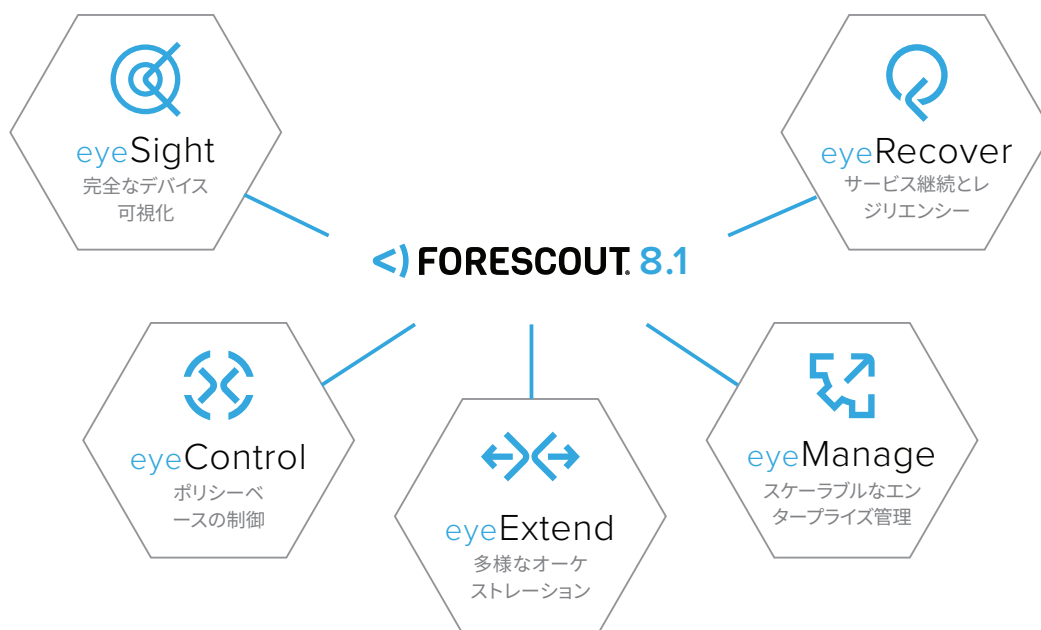 eyeSight
完全なデバイス
可視化
eyeRecover
サービス継続とレ
ジリエンシー
<) FORESCOUT. 8.1
eyeControl
ポリシーベ
ースの制御
eyeExtend
多様なオーケ
ストレーション
eyeManage
スケーラブルなエン
タープライズ管理